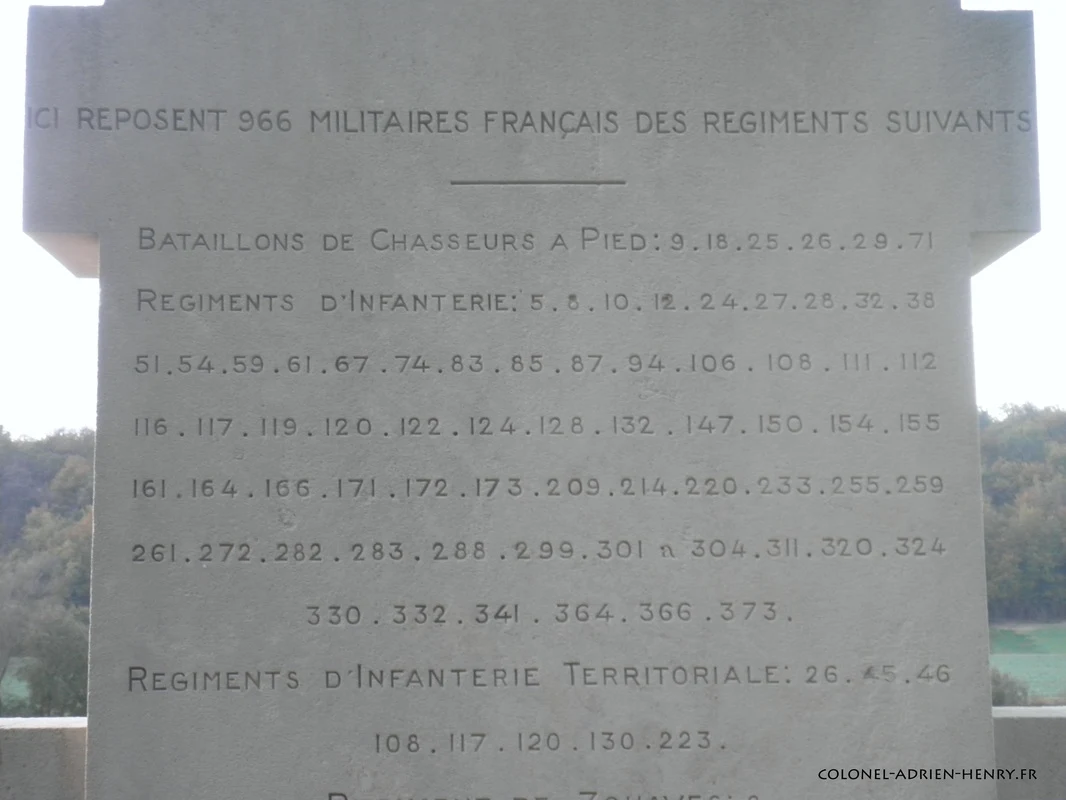 ICI REPOSENT 966 MILITAIRES FRANÇAIS DES REGIMENTS SUIVANTS
BATAILLONS DE CHASSEURS A PIED: 9.18.25.26.29.71
REGIMENTS D'INFANTERIE: 5.8.10.12.24.27.28.32.38
51.54.59.61.67.74.83.85.87.94.106.108.111.112
116.117.119.120.122.124.128.132.147.150.154.155
161.164.166.171.172.173.209.214.220.233.255.259
261.272.282.283.288.299.301 304.311.320.324
330.332.341.364.366.373.
REGIMENTS D'INFANTERIE TERRITORIALE: 26.45.46
108.117.120.130.223.
REGIMENT DE ZOUAVES:
COLONEL-ADRIEN-HENRY.FR